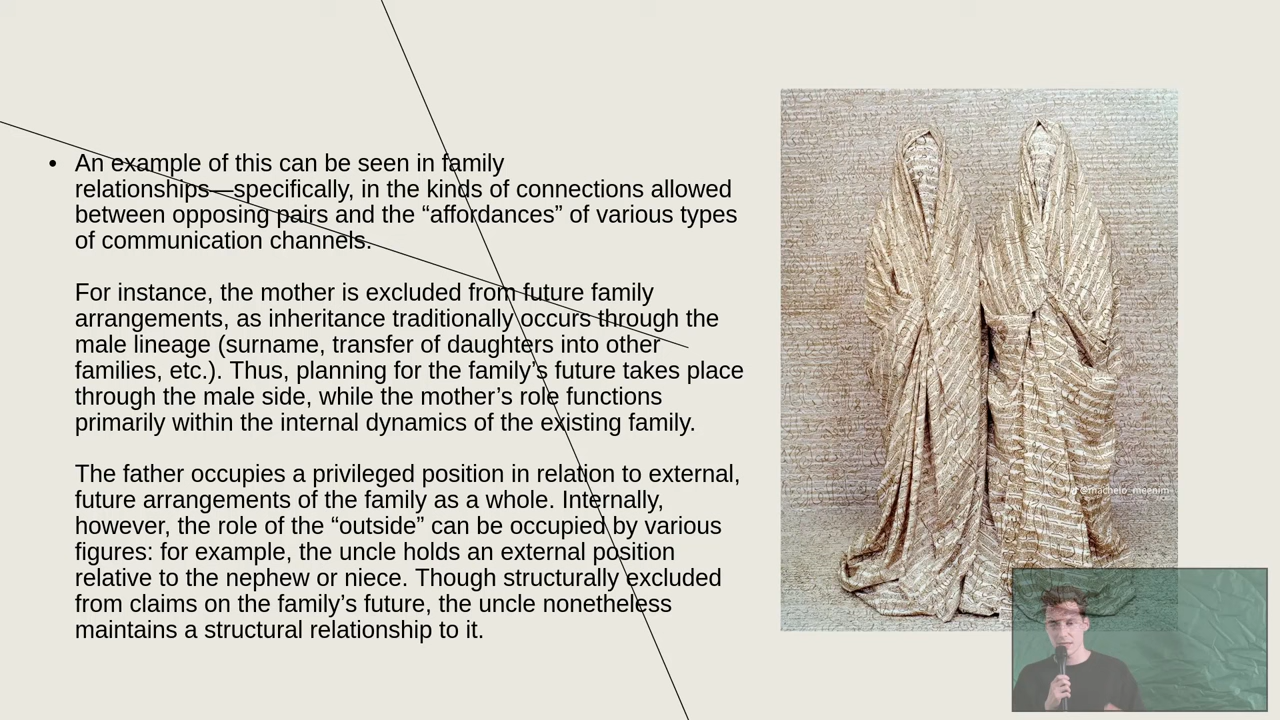 • An example of this can be seen in family
relationships—specifically, in the kinds of connections allowed
between opposing pairs and the “affordances” of various types
of communication channels.
For instance, the mother is excluded from future family
arrangements, as inheritance traditionally occurs through the
male lineage (surname, transfer of daughters into other
families, etc.). Thus, planning for the family’s future takes place
through the male side, while the mother’s role functions
primarily within the internal dynamics of the existing family.
The father occupies a privileged position in relation to external,
future arrangements of the family as a whole. Internally,
however, the role of the “outside” can be occupied by various
figures: for example, the uncle holds an external position
relative to the nephew or niece. Though structurally excluded
from claims on the family’s future, the uncle nonetheless
maintains a structural relationship to it.